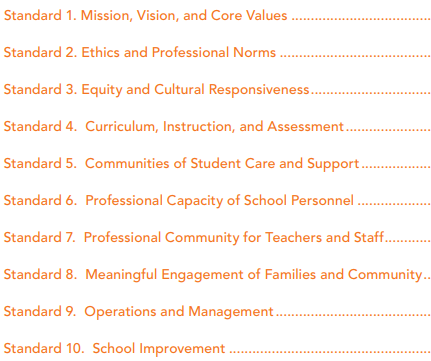 Standard 1. Mission, Vision, and Core Values ...................................
Standard 2. Ethics and Professional Norms ......................................
Standard 3. Equity and Cultural Responsiveness..............................
Standard 4.  Curriculum, Instruction, and Assessment.....................
Standard 5.  Communities of Student Care and Support.................
Standard 6.  Professional Capacity of School Personnel ..................
Standard 7.  Professional Community for Teachers and Staff............
Standard 8.  Meaningful Engagement of Families and Community..
Standard 9.  Operations and Management.......................................
Standard 10.  School Improvement ..................................................